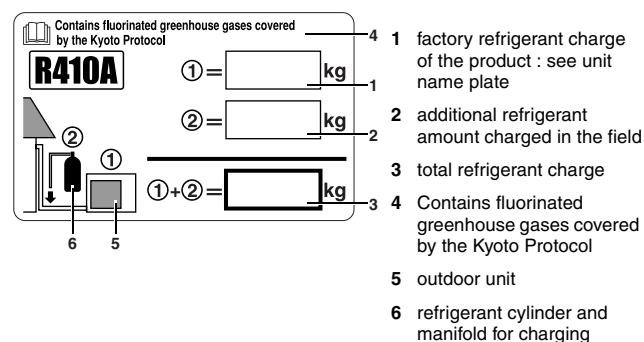 Contains fluorinated greenhouse gases covered
by the Kyoto Protocol
R410A
①=
kg
1
②=
kg
2
②
①
①+②=
kg
3
4
6
5
1 factory refrigerant charge
of the product : see unit
name plate
2 additional refrigerant
amount charged in the field
3 total refrigerant charge
4 Contains fluorinated
greenhouse gases covered
by the Kyoto Protocol
5 outdoor unit
6 refrigerant cylinder and
manifold for charging